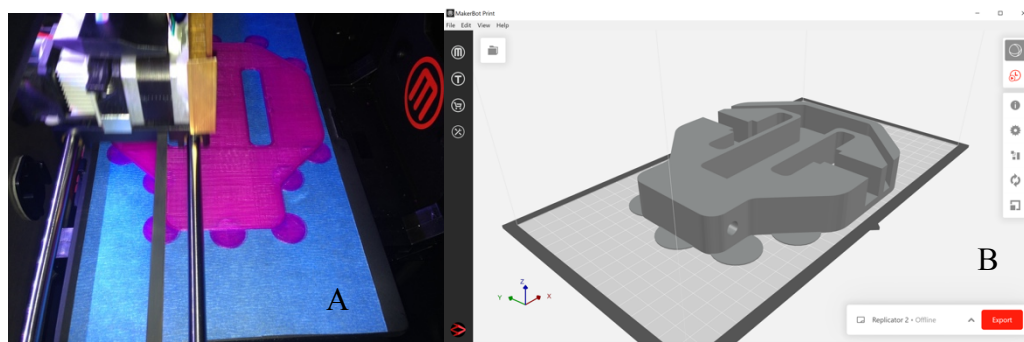 MakerBot Print
File Edit View Help
M
T
Z
Y
X
A
B
Replicator 2 • Offline
Export